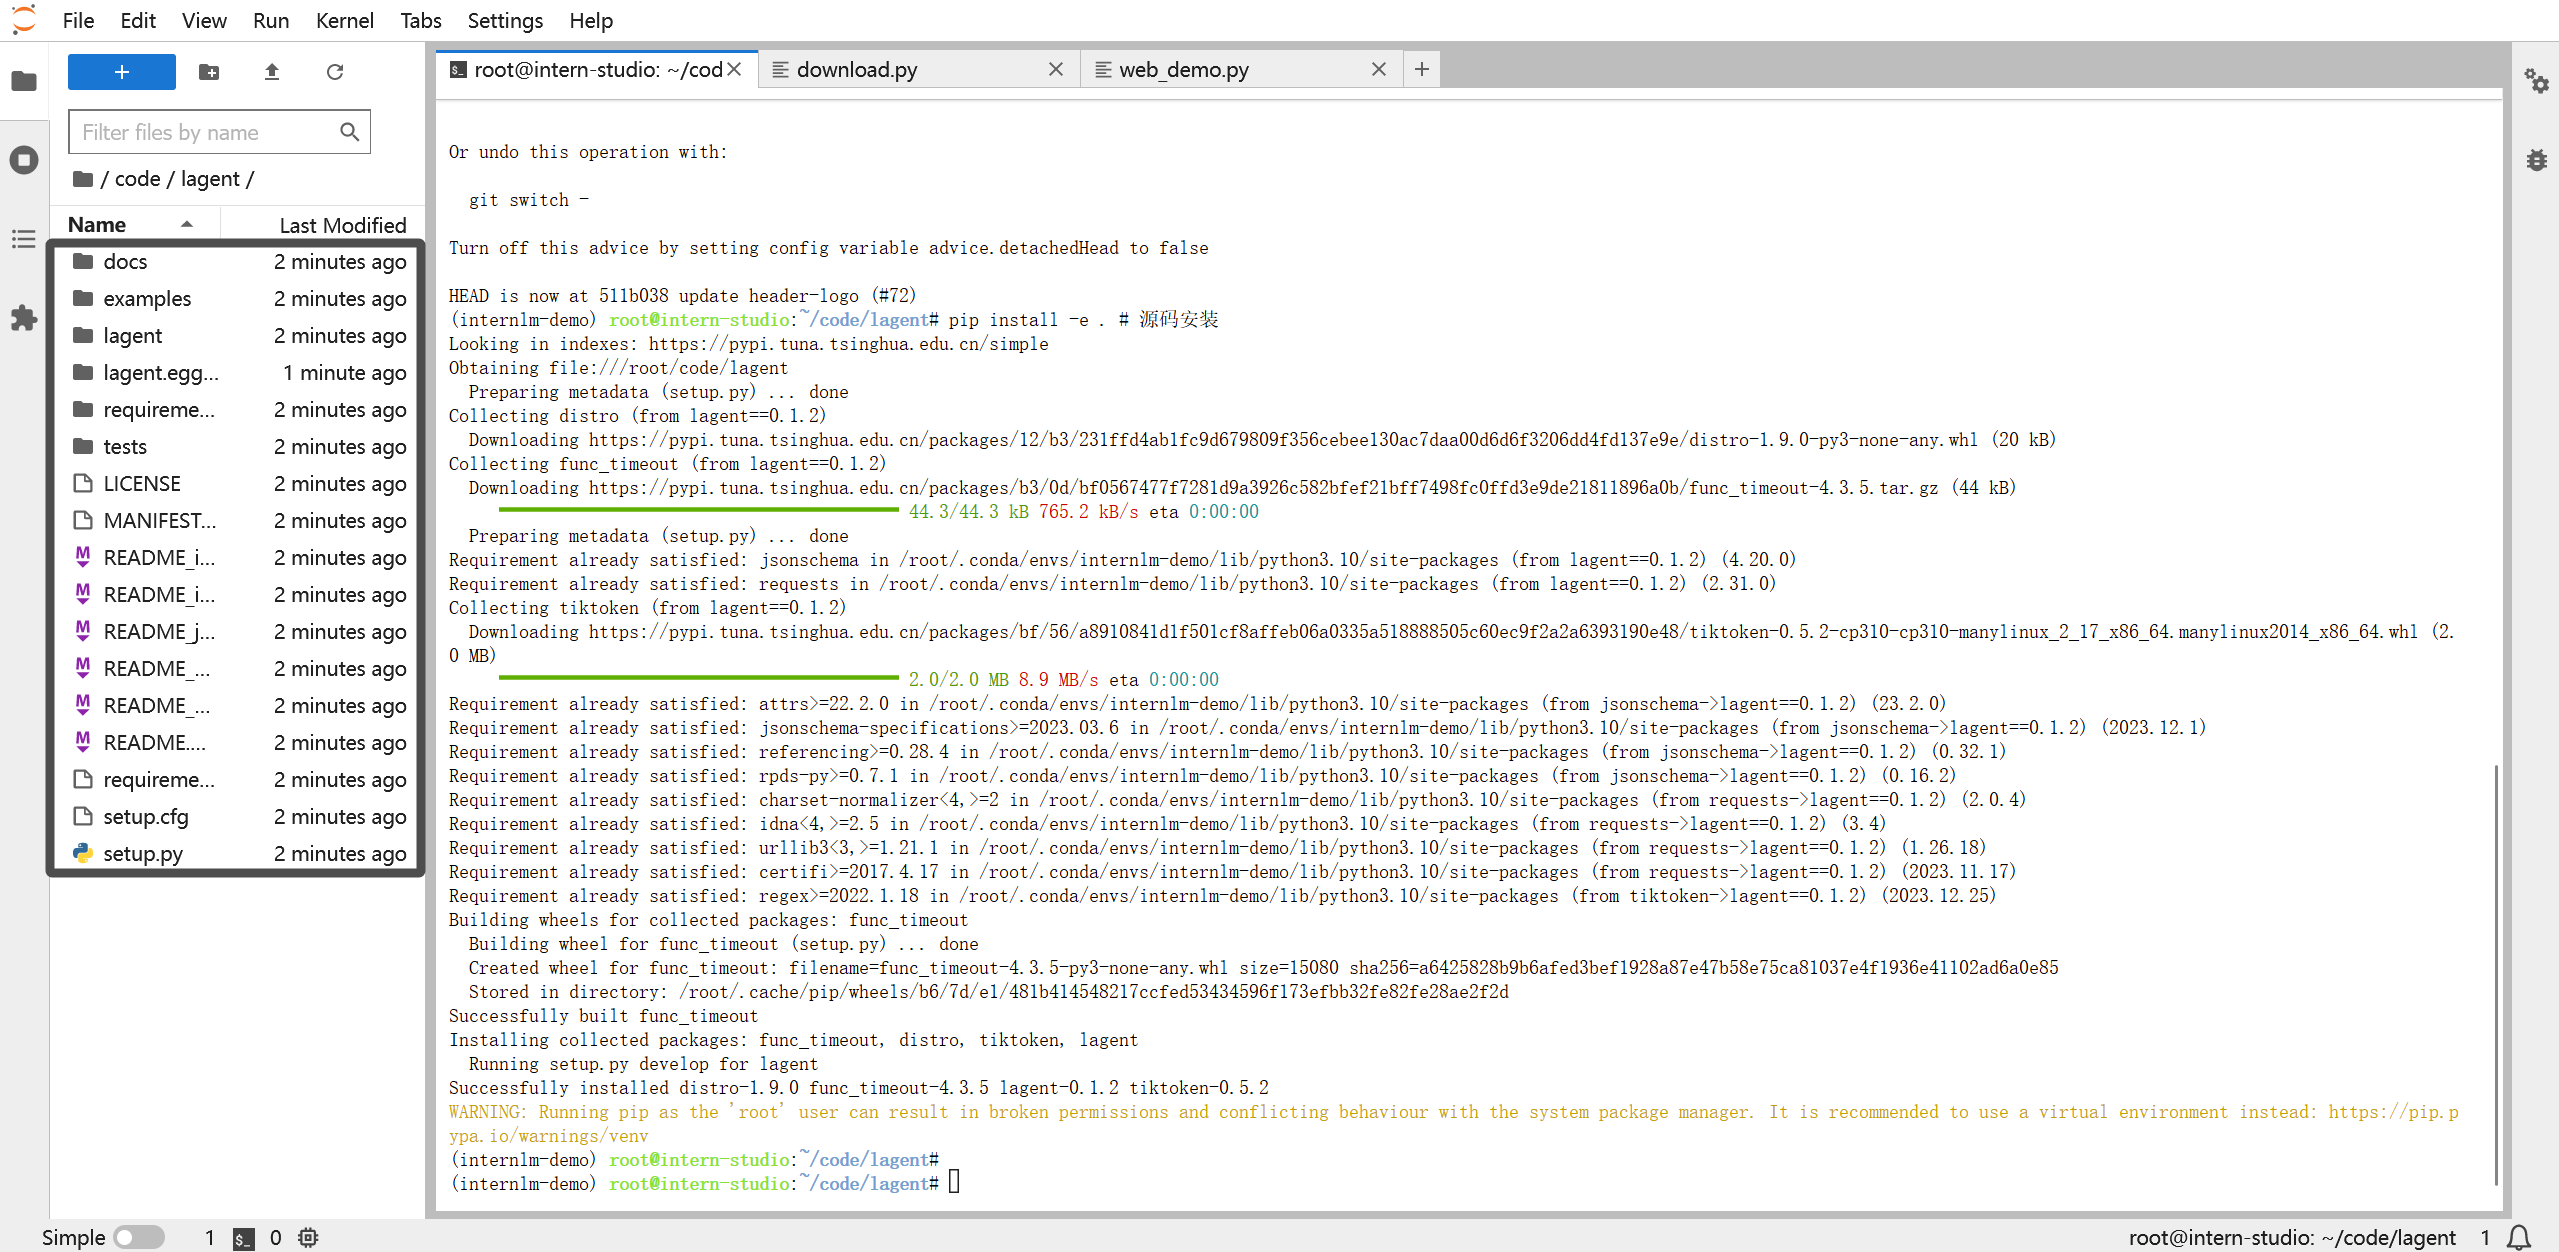 File Edit View Run Kernel Tabs Settings Help
Filter files by name
/ code / lagent /
Name Last Modified
docs 2 minutes ago
examples 2 minutes ago
lagent 2 minutes ago
lagent.egg... 1 minute ago
requireme... 2 minutes ago
tests 2 minutes ago
LICENSE 2 minutes ago
MANIFEST... 2 minutes ago
README_i... 2 minutes ago
README_i... 2 minutes ago
README_j... 2 minutes ago
README_... 2 minutes ago
README_... 2 minutes ago
README.... 2 minutes ago
requireme... 2 minutes ago
setup.cfg 2 minutes ago
setup.py 2 minutes ago
root@intern-studio: ~/cod download.py web_demo.py
Or undo this operation with:
git switch -
Turn off this advice by setting config variable advice.detachedHead to false
HEAD is now at 511b038 update header-logo (#72)
(internlm-demo) root@intern-studio:~/code/lagent# pip install -e . # 源码安装
Looking in indexes: https://pypi.tuna.tsinghua.edu.cn/simple
Obtaining file:///root/code/lagent
Preparing metadata (setup.py) ... done
Collecting distro (from lagent==0.1.2)
Downloading https://pypi.tuna.tsinghua.edu.cn/packages/12/b3/231ffd4ab1fc9d679809f356cebee130ac7daa00d6d6f3206dd4fd137e9e/distro-1.9.0-py3-none-any.whl (20 kB)
Collecting func_timeout (from lagent==0.1.2)
Downloading https://pypi.tuna.tsinghua.edu.cn/packages/b3/0d/bf0567477f7281d9a3926c582bfef21bff7498fc0ffd3e9de21811896a0b/func_timeout-4.3.5.tar.gz (44 kB)
44.3/44.3 kB 765.2 kB/s eta 0:00:00
Preparing metadata (setup.py) ... done
Requirement already satisfied: jsonschema in /root/.conda/envs/internlm-demo/lib/python3.10/site-packages (from lagent==0.1.2) (4.20.0)
Requirement already satisfied: requests in /root/.conda/envs/internlm-demo/lib/python3.10/site-packages (from lagent==0.1.2) (2.31.0)
Collecting tiktoken (from lagent==0.1.2)
Downloading https://pypi.tuna.tsinghua.edu.cn/packages/bf/56/a8910841d1f501cf8affeb06a0335a518888505c60ec9f2a2a6393190e48/tiktoken-0.5.2-cp310-cp310-manylinux_2_17_x86_64.manylinux2014_x86_64.whl (2.
0 MB)
2.0/2.0 MB 8.9 MB/s eta 0:00:00
Requirement already satisfied: attrs>=22.2.0 in /root/.conda/envs/internlm-demo/lib/python3.10/site-packages (from jsonschema->lagent==0.1.2) (23.2.0)
Requirement already satisfied: jsonschema-specifications>=2023.03.6 in /root/.conda/envs/internlm-demo/lib/python3.10/site-packages (from jsonschema->lagent==0.1.2) (2023.12.1)
Requirement already satisfied: referencing>=0.28.4 in /root/.conda/envs/internlm-demo/lib/python3.10/site-packages (from jsonschema->lagent==0.1.2) (0.32.1)
Requirement already satisfied: rpds-py>=0.7.1 in /root/.conda/envs/internlm-demo/lib/python3.10/site-packages (from jsonschema->lagent==0.1.2) (0.16.2)
Requirement already satisfied: charset-normalizer<4,>=2 in /root/.conda/envs/internlm-demo/lib/python3.10/site-packages (from requests->lagent==0.1.2) (2.0.4)
Requirement already satisfied: idna<4,>=2.5 in /root/.conda/envs/internlm-demo/lib/python3.10/site-packages (from requests->lagent==0.1.2) (3.4)
Requirement already satisfied: urllib3<3,>=1.21.1 in /root/.conda/envs/internlm-demo/lib/python3.10/site-packages (from requests->lagent==0.1.2) (1.26.18)
Requirement already satisfied: certifi>=2017.4.17 in /root/.conda/envs/internlm-demo/lib/python3.10/site-packages (from requests->lagent==0.1.2) (2023.11.17)
Requirement already satisfied: regex>=2022.1.18 in /root/.conda/envs/internlm-demo/lib/python3.10/site-packages (from tiktoken->lagent==0.1.2) (2023.12.25)
Building wheels for collected packages: func_timeout
Building wheel for func_timeout (setup.py) ... done
Created wheel for func_timeout: filename=func_timeout-4.3.5-py3-none-any.whl size=15080 sha256=a6425828b9b6afed3bef1928a87e47b58e75ca81037e4f1936e41102ad6a0e85
Stored in directory: /root/.cache/pip/wheels/b6/7d/e1/481b414548217ccfed53434596f173efbb32fe82fe28ae2f2d
Successfully built func_timeout
Installing collected packages: func_timeout, distro, tiktoken, lagent
Running setup.py develop for lagent
Successfully installed distro-1.9.0 func_timeout-4.3.5 lagent-0.1.2 tiktoken-0.5.2
WARNING: Running pip as the 'root' user can result in broken permissions and conflicting behaviour with the system package manager. It is recommended to use a virtual environment instead: https://pip.p
ypa.io/warnings/venv
(internlm-demo) root@intern-studio:~/code/lagent#
(internlm-demo) root@intern-studio:~/code/lagent#
Simple 1 $_ 0 root@intern-studio: ~/code/lagent 1